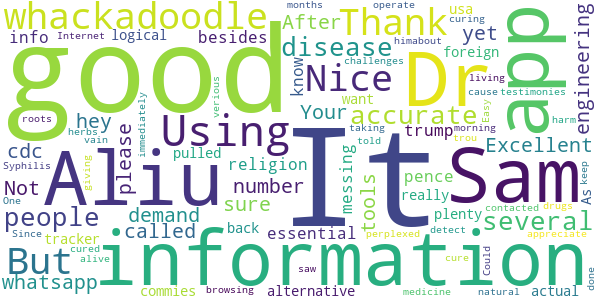 whackadoodle
Thank
After
usa
yet
himabout
months
operate
curing
info
Internet
logical
besides
disease
know
challenges
foreign
living
engineering
good
Dr
app
hey
Nice
Your
want
accurate
cause
testimonies
Easy
harm
roots
herbs
vain
immediately
verious
cdc
please
Using
taking
told
trump
morning
trou
Excellent
Not
pulled
number
religion
messing
tools
pence
really
As
keep
Syphilis
giving
Aliu
It
Sam
people
One
demand
sure
back
plenty
detect
contacted
drugs
appreciate
several
Since
called
essential
perplexed
cure
Could
But
tracker
cured
alive
information
whatsapp
commies
saw
browsing
alternative
medicine
natural
actual
done